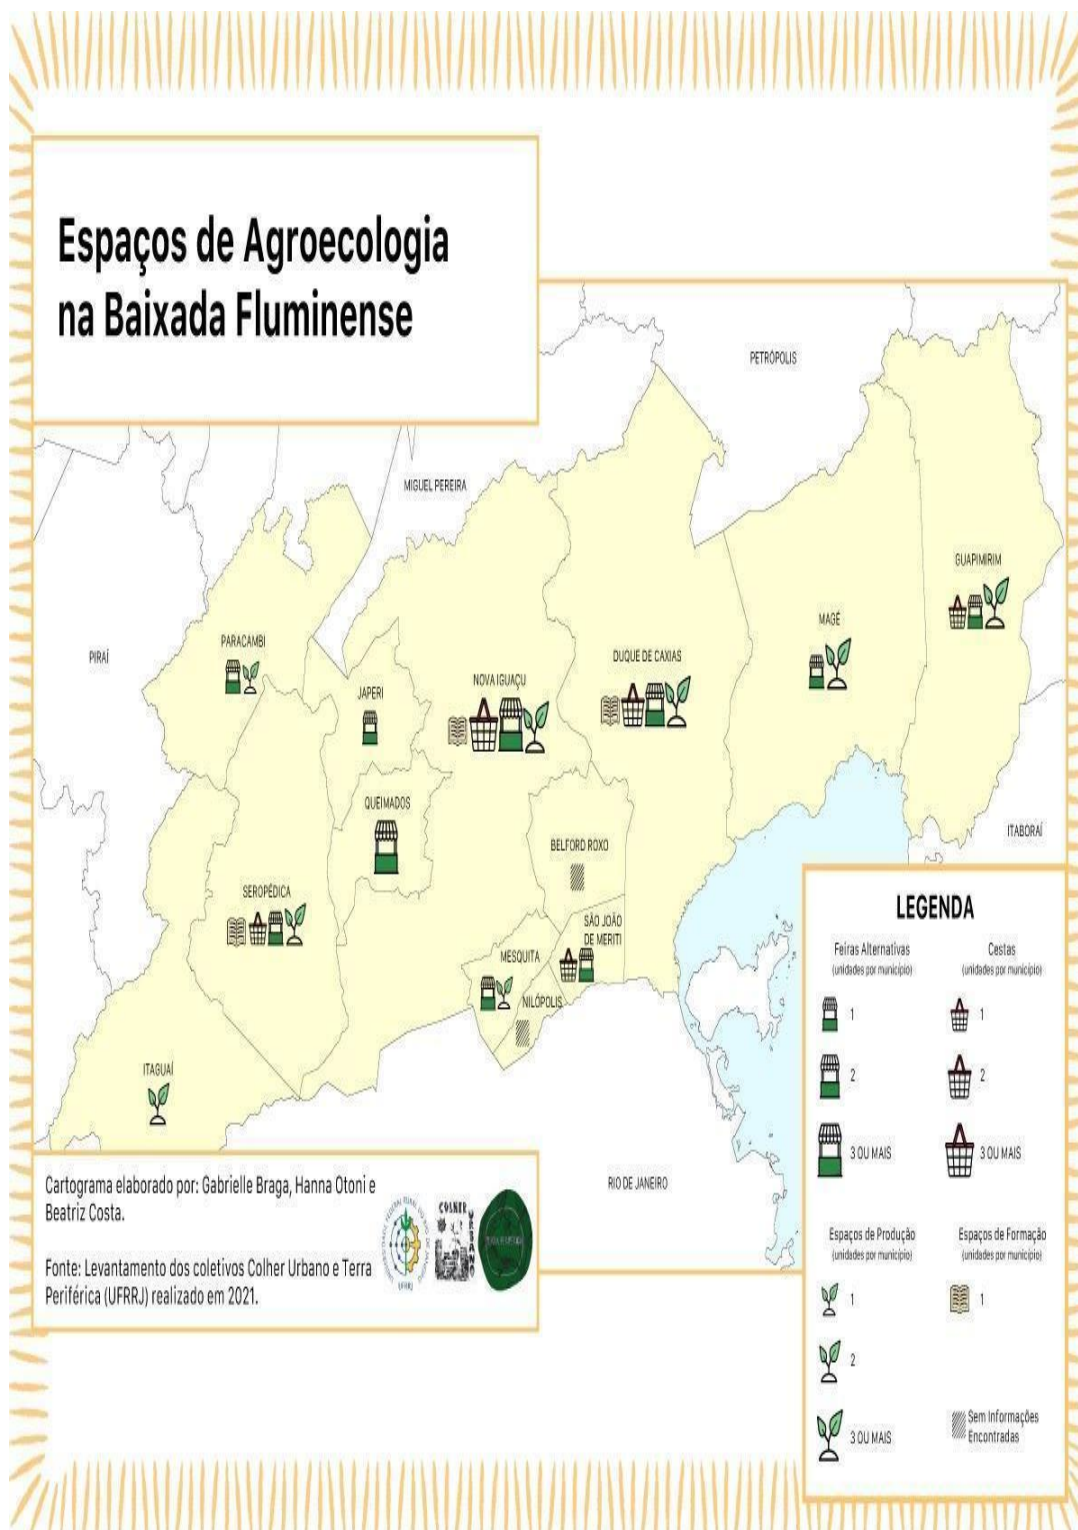 Espaços de Agroecologia
na Baixada Fluminense
PETRÓPOLIS
MIGUEL PEREIRA
GUAPIMIRIM
MAGÉ
PARACAMBI
DUQUE DE CAXIAS
PIRAÍ
NOVA IGUAÇU
JAPERI
QUEIMADOS
ITABORAÍ
BELFORD ROXO
SEROPÉDICA
SÃO JOÃO
DE MERITI
MESQUITA
NILÓPOLIS
ITAGUAÍ
RIO DE JANEIRO
LEGENDA
Feiras Alternativas
(unidades por município)
1
2
3 OU MAIS
Cestas
(unidades por município)
1
2
3 OU MAIS
Espaços de Produção
(unidades por município)
1
2
3 OU MAIS
Espaços de Formação
(unidades por município)
1
Sem Informações
Encontradas
Cartograma elaborado por: Gabrielle Braga, Hanna Otoni e
Beatriz Costa.
Fonte: Levantamento dos coletivos Colher Urbano e Terra
Periférica (UFRRJ) realizado em 2021.
UFRRJ
COLHER